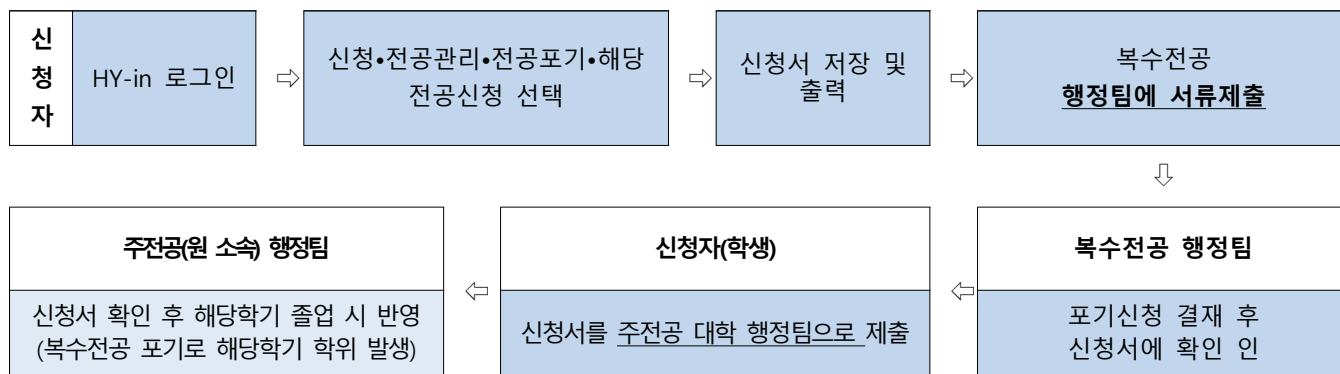 신
청
자
HY-in 로그인
⇨
신청•전공관리•전공포기•해당
전공신청 선택
⇨
신청서 저장 및
출력
⇨
복수전공
행정팀에 서류제출
⇩
복수전공 행정팀
포기신청 결재 후
신청서에 확인 인
⇦
신청자(학생)
신청서를 주전공 대학 행정팀으로 제출
⇦
주전공(원 소속) 행정팀
신청서 확인 후 해당학기 졸업 시 반영
(복수전공 포기로 해당학기 학위 발생)